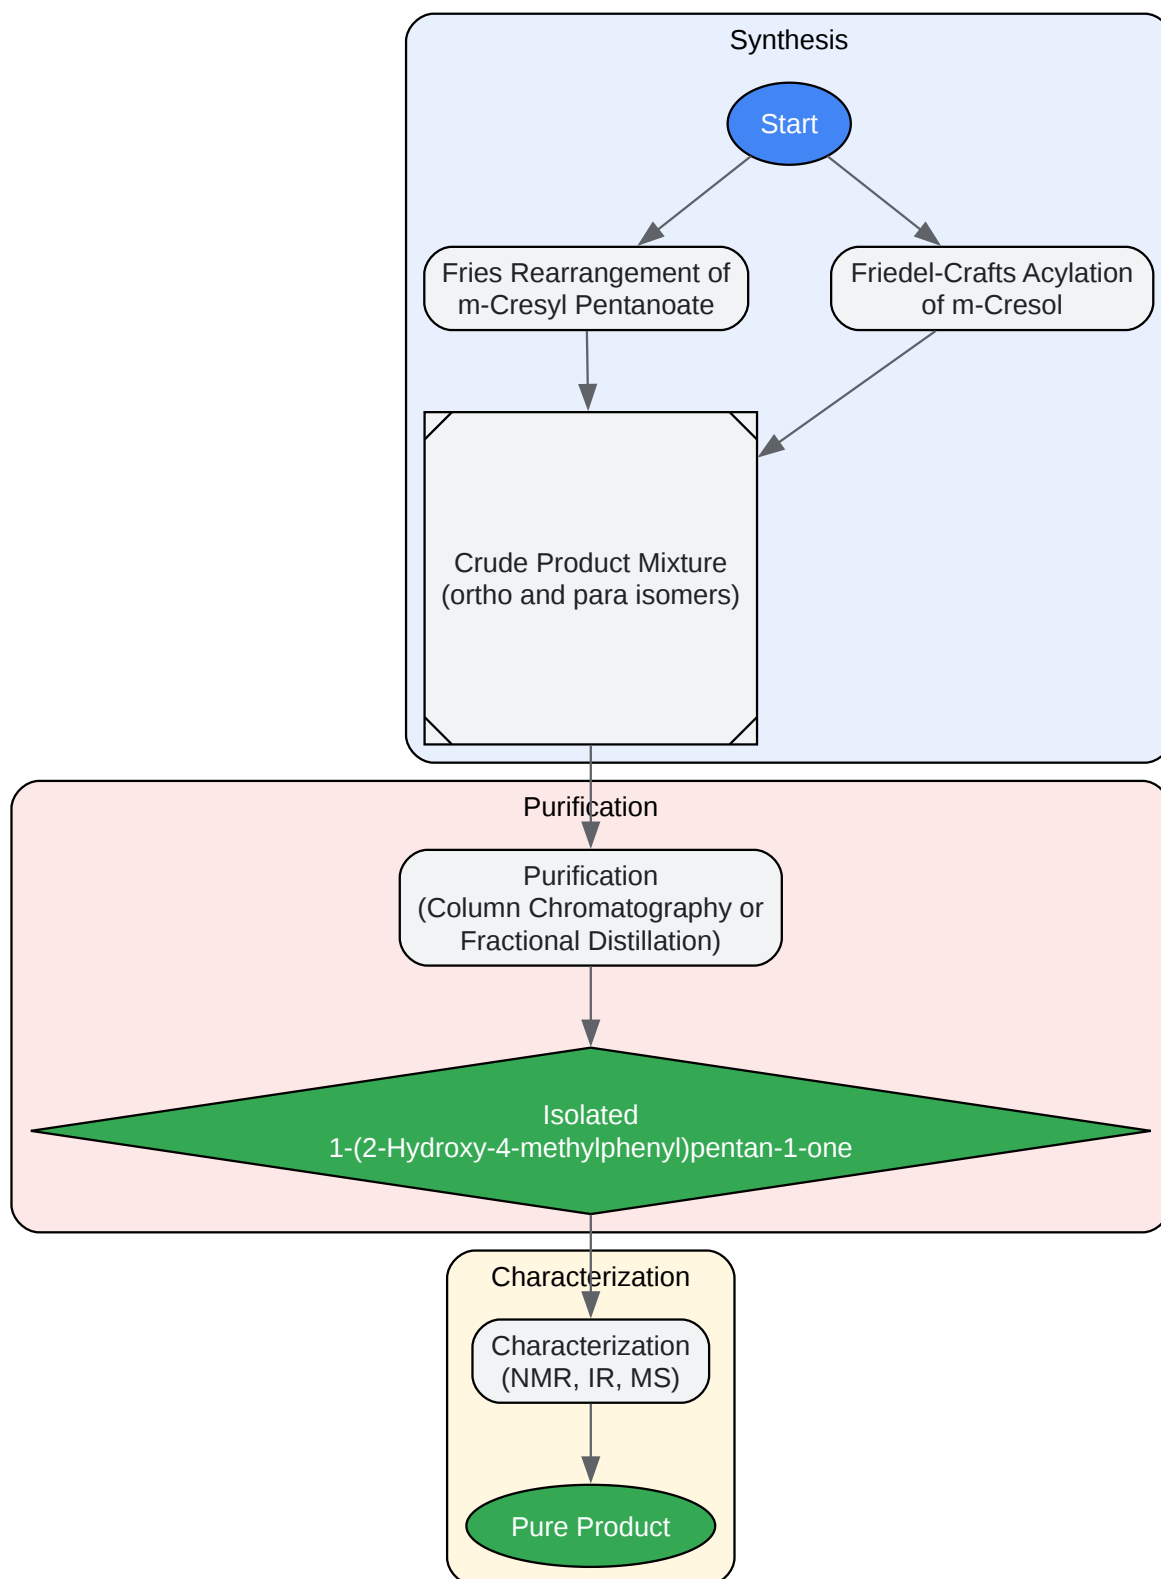 Synthesis
Start
Fries Rearrangement of
m-Cresyl Pentanoate
Friedel-Crafts Acylation
of m-Cresol
Crude Product Mixture
(ortho and para isomers)
Purification
Purification
(Column Chromatography or
Fractional Distillation)
Isolated
1-(2-Hydroxy-4-methylphenyl)pentan-1-one
Characterization
Characterization
(NMR, IR, MS)
Pure Product